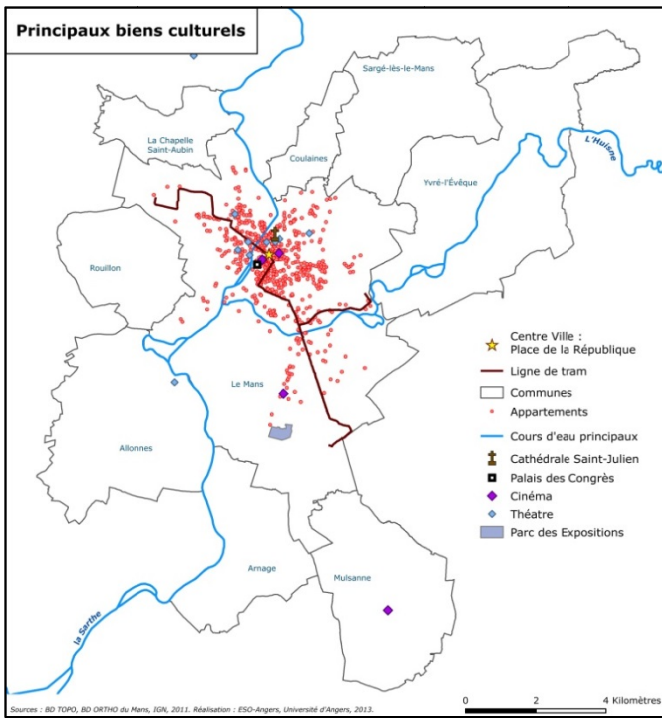 Principaux biens culturels
Sargé-lès-le-Mans
La Chapelle
Saint-Aubin
Coulaines
L'Huisne
Yvré-l'Évêque
Rouillon
Centre Ville :
Place de la République
Ligne de tram
Communes
Appartements
Cours d'eau principaux
Cathédrale Saint-Julien
Palais des Congrès
Cinéma
Théatre
Parc des Expositions
Le Mans
Allonnes
Arnage
Mulsanne
la Sarthe
0 2 4 Kilomètres
Sources : BD TOPO, BD ORTHO du Mans, IGN, 2011. Réalisation : ESO-Angers, Université d'Angers, 2013.